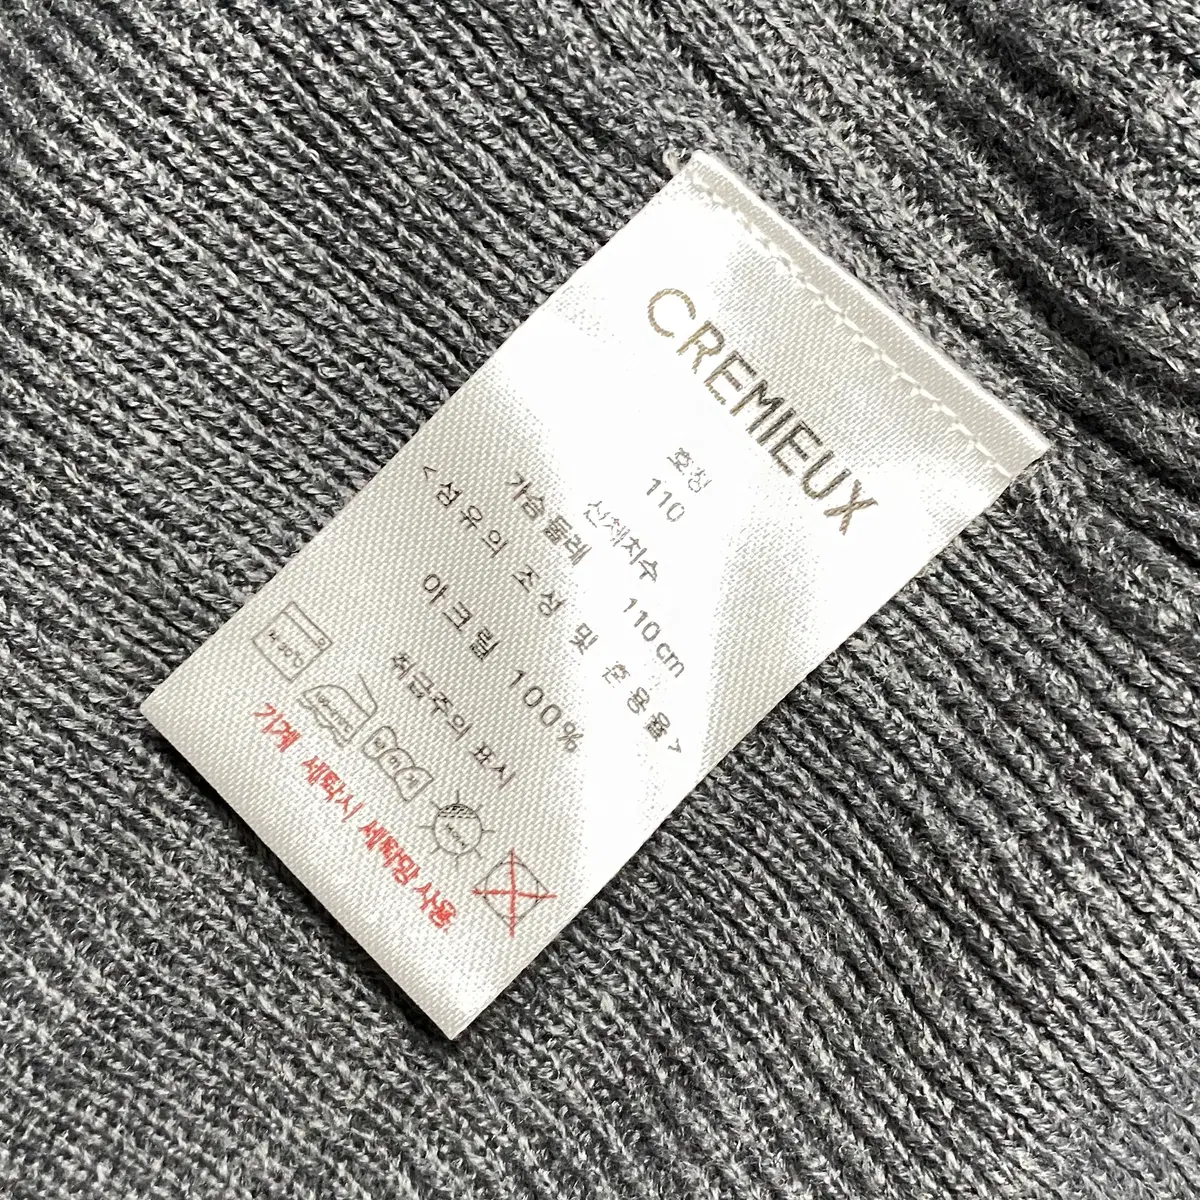 CREMIEUX
호칭
110
신체치수
가슴둘레 110cm
<섬유의 조성 및 혼용율>
아크릴 100%
취급주의 표시
기계 세탁시 세탁망 사용